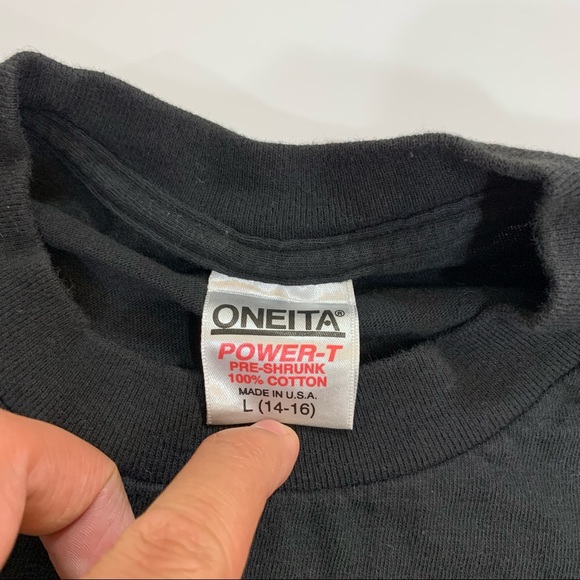 ONEITA®
POWER-T
PRE-SHRUNK
100% COTTON
MADE IN U.S.A.
L (14-16)